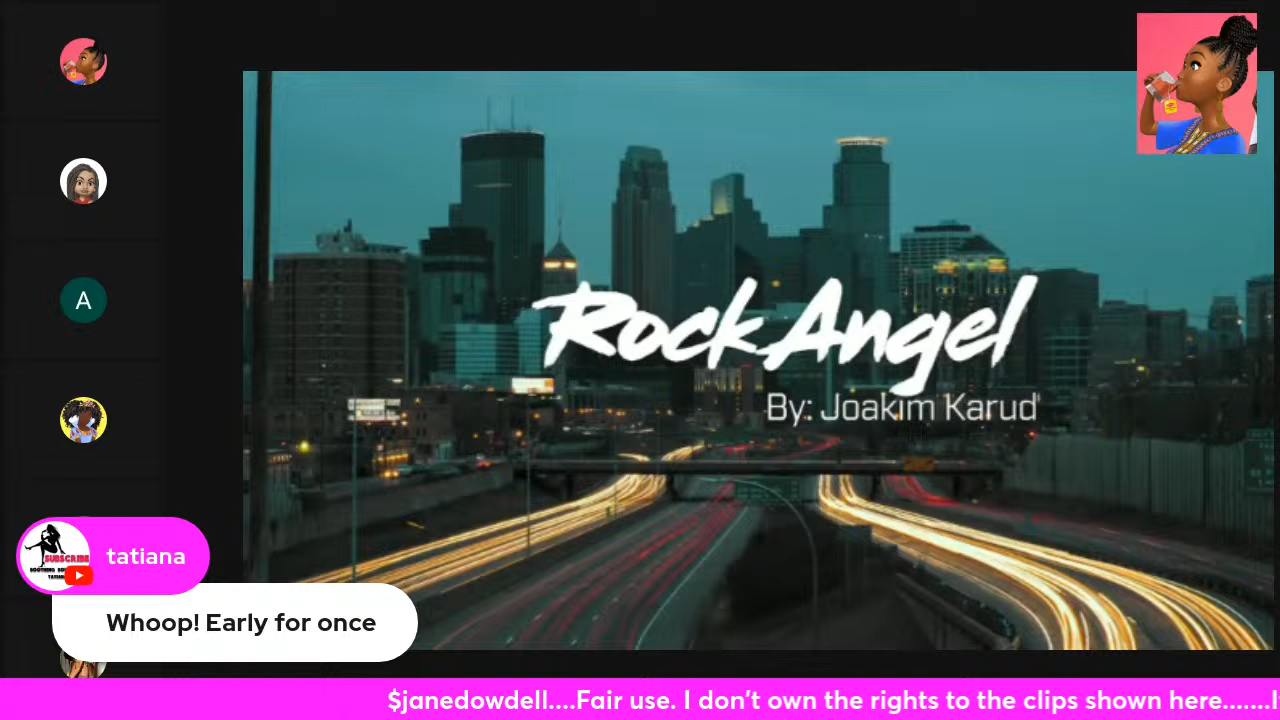 Rock Angel
By: Joakim Karud
A
SUBSCRIBE
tatiana
Whoop! Early for once
$janedowdell....Fair use. I don't own the rights to the clips shown here.......I